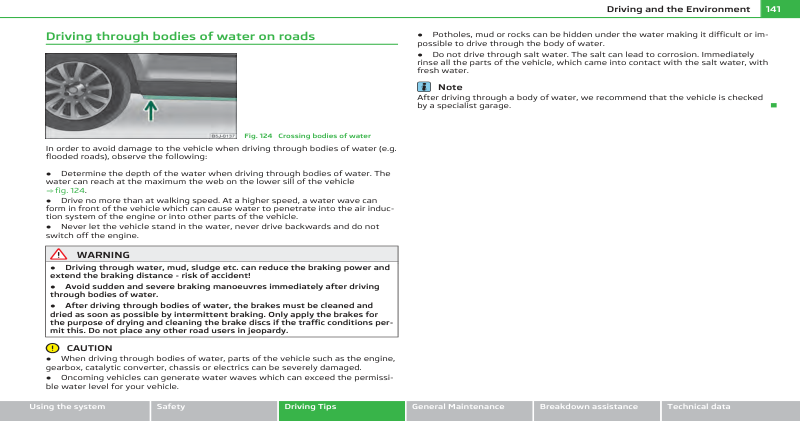 Driving and the Environment 141
Driving through bodies of water on roads
B5J-0197
Fig. 124 Crossing bodies of water
In order to avoid damage to the vehicle when driving through bodies of water (e.g.
flooded roads), observe the following:
● Determine the depth of the water when driving through bodies of water. The
water can reach at the maximum the web on the lower sill of the vehicle
⇒ fig. 124.
● Drive no more than at walking speed. At a higher speed, a water wave can
form in front of the vehicle which can cause water to penetrate into the air induc-
tion system of the engine or into other parts of the vehicle.
● Never let the vehicle stand in the water, never drive backwards and do not
switch off the engine.
WARNING
● Driving through water, mud, sludge etc. can reduce the braking power and
extend the braking distance - risk of accident!
● Avoid sudden and severe braking manoeuvres immediately after driving
through bodies of water.
● After driving through bodies of water, the brakes must be cleaned and
dried as soon as possible by intermittent braking. Only apply the brakes for
the purpose of drying and cleaning the brake discs if the traffic conditions per-
mit this. Do not place any other road users in jeopardy.
CAUTION
● When driving through bodies of water, parts of the vehicle such as the engine,
gearbox, catalytic converter, chassis or electrics can be severely damaged.
● Oncoming vehicles can generate water waves which can exceed the permissi-
ble water level for your vehicle.
● Potholes, mud or rocks can be hidden under the water making it difficult or im-
possible to drive through the body of water.
● Do not drive through salt water. The salt can lead to corrosion. Immediately
rinse all the parts of the vehicle, which came into contact with the salt water, with
fresh water.
Note
After driving through a body of water, we recommend that the vehicle is checked
by a specialist garage.
Using the system Safety Driving Tips General Maintenance Breakdown assistance Technical data